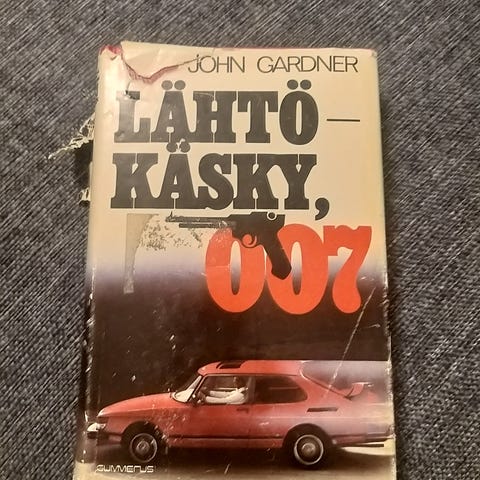 JOHN GARDNER
LÄHTÖ–
KÄSKY,
007
GUMMERUS